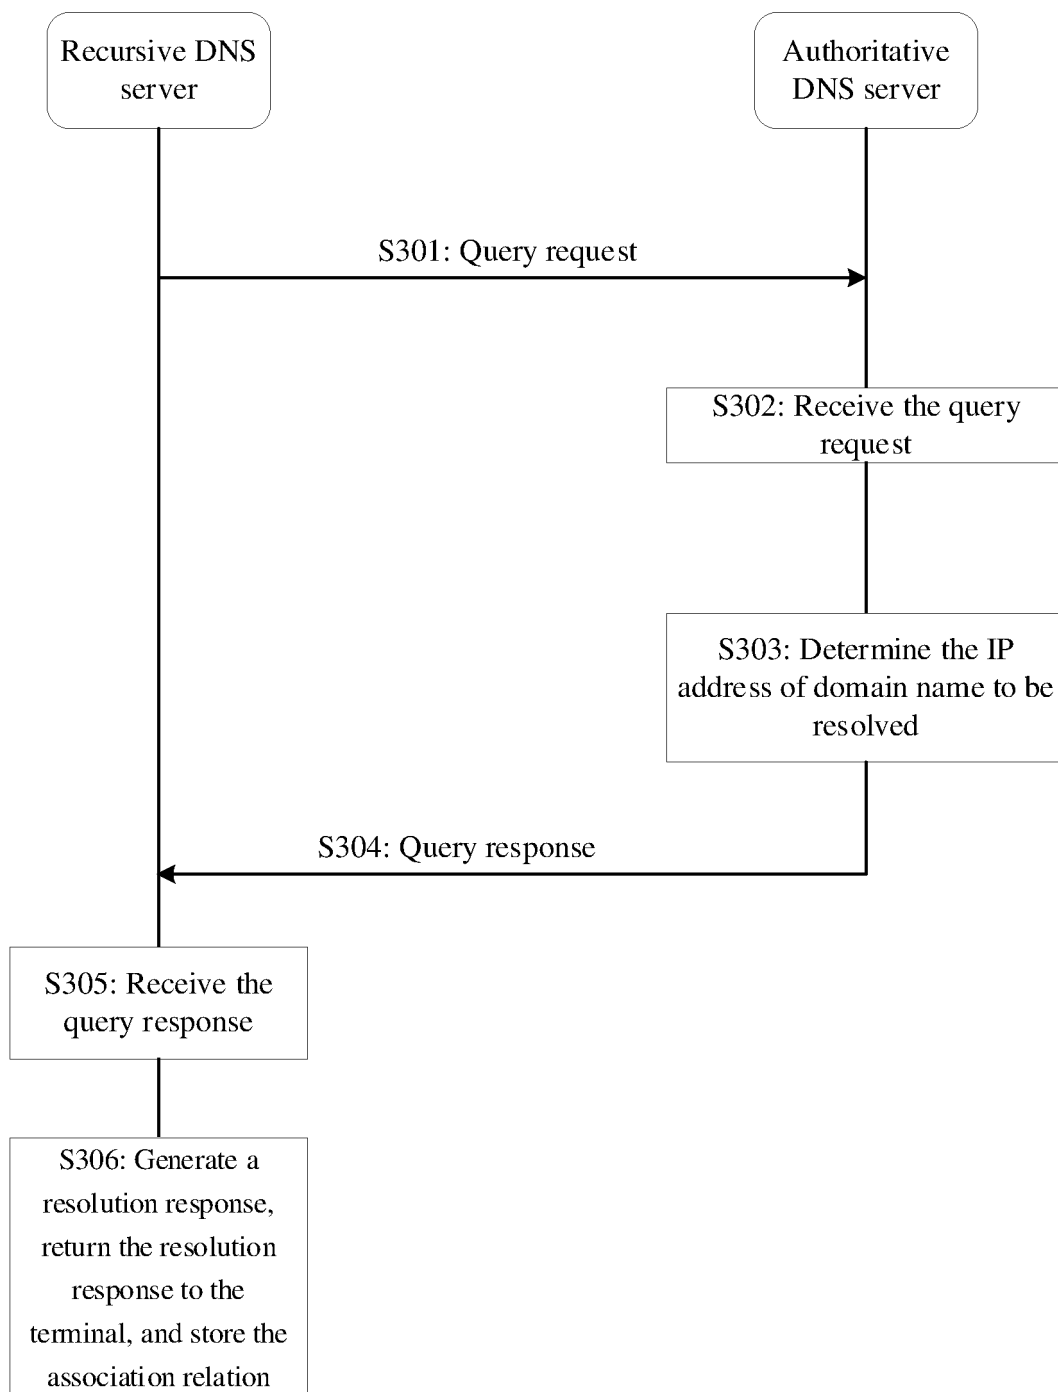 Recursive DNS
server
Authoritative
DNS server
S301: Query request
S302: Receive the query
request
S303: Determine the IP
address of domain name to be
resolved
S304: Query response
S305: Receive the
query response
S306: Generate a
resolution response,
return the resolution
response to the
terminal, and store the
association relation